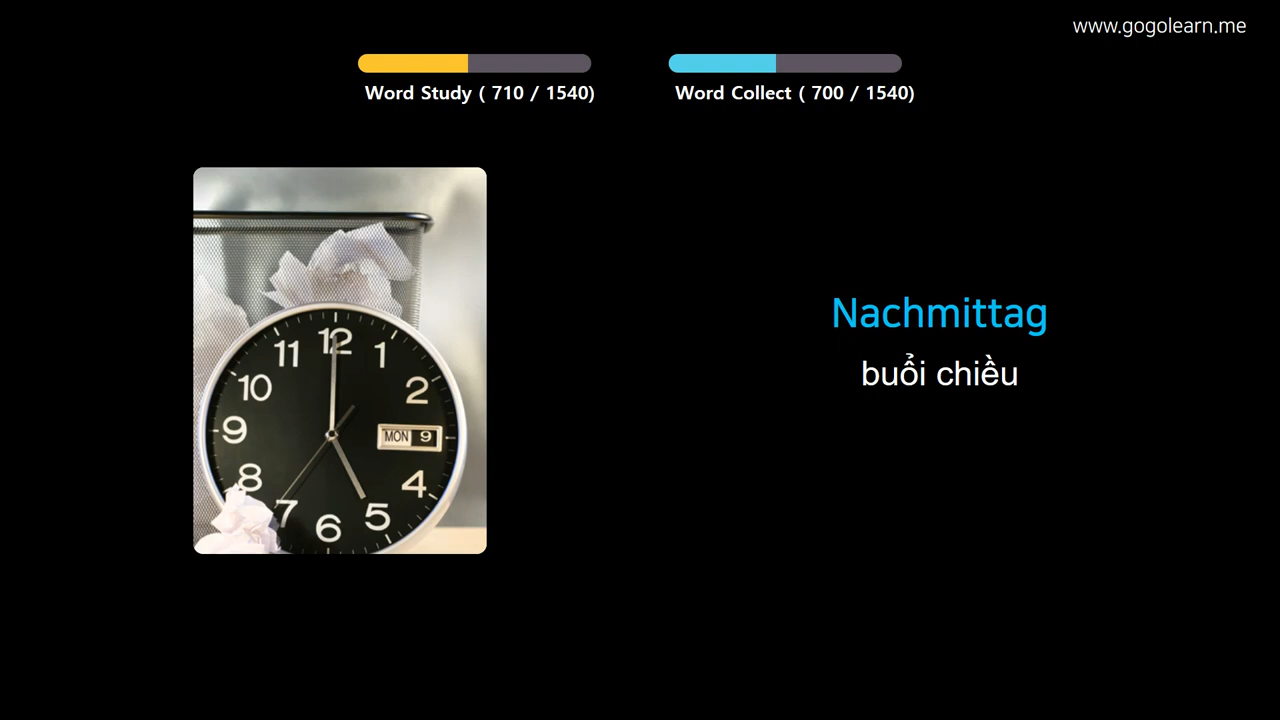 www.gogolearn.me
Word Study ( 710 / 1540)
Word Collect ( 700 / 1540)
12
11
1
10
2
9
MON 9
8
4
7
5
6
Nachmittag
buổi chiều